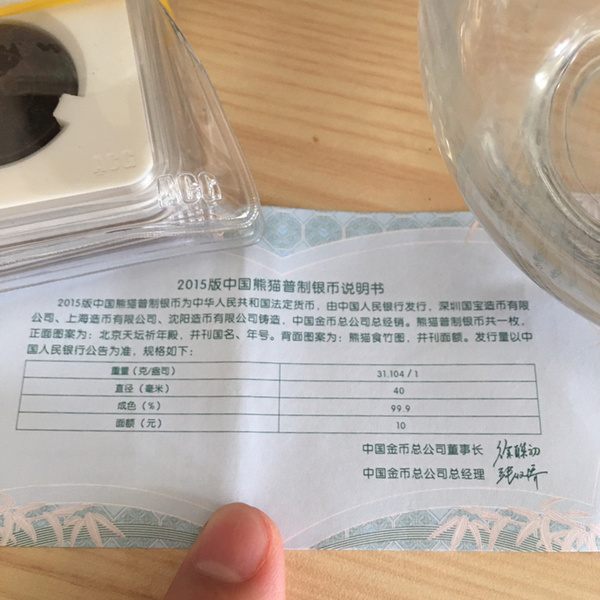 ACC
NCC
2015版中国熊猫普制银币说明书
2015版中国熊猫普制银币为中华人民共和国法定货币，由中国人民银行发行，深圳国宝造币有限
公司、上海造币有限公司、沈阳造币有限公司铸造，中国金币总公司总经销。熊猫普制银币共一枚，
正面图案为：北京天坛祈年殿，并刊国名、年号。背面图案为：熊猫食竹图，并刊面额。发行量以中
国人民银行公告为准，规格如下：
重量（克/盎司） 31.104 / 1
直径（毫米） 40
成色（%） 99.9
面额（元） 10
中国金币总公司董事长
中国金币总公司总经理